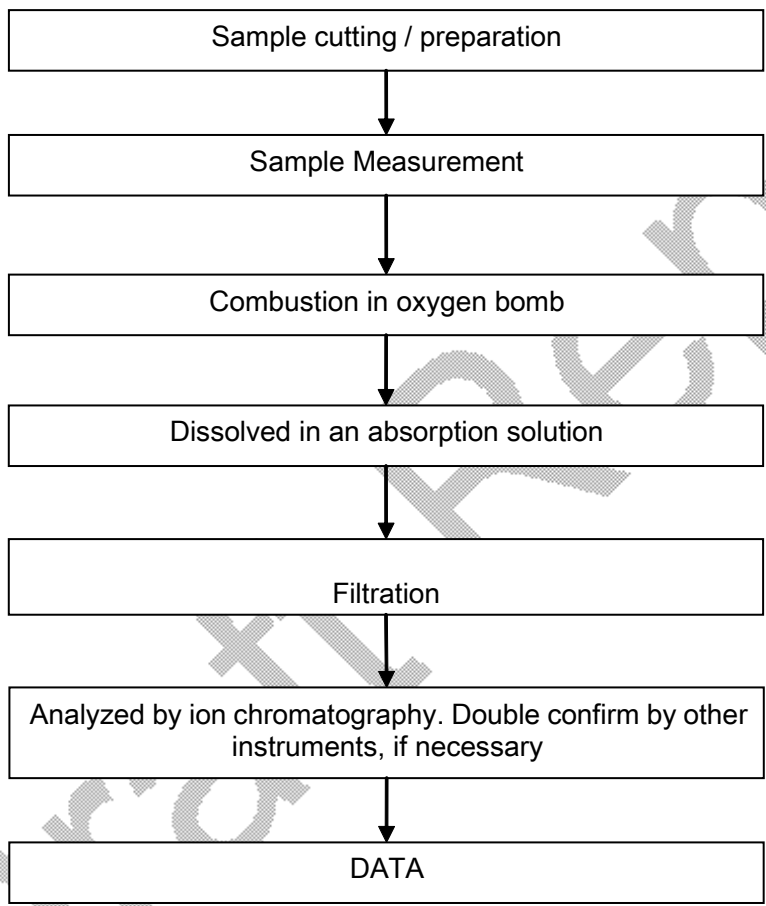 Sample cutting / preparation
Sample Measurement
Combustion in oxygen bomb
Dissolved in an absorption solution
Filtration
Analyzed by ion chromatography. Double confirm by other
instruments, if necessary
DATA